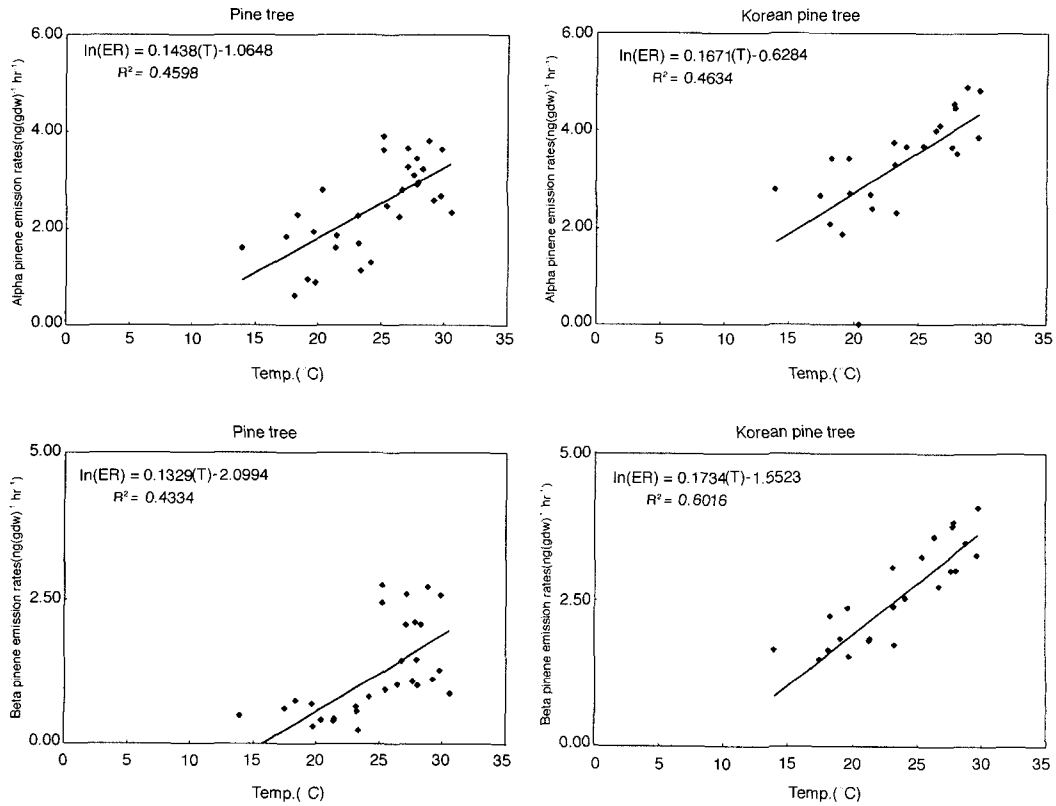 Pine tree
6.00
4.00
2.00
0.00
Alpha pinene emission rates(ng(gdw)⁻¹ hr⁻¹)
ln(ER) = 0.1438(T)-1.0648
R² = 0.4598
0 5 10 15 20 25 30 35
Temp.(°C)
Korean pine tree
6.00
4.00
2.00
0.00
Alpha pinene emission rates(ng(gdw)⁻¹ hr⁻¹)
ln(ER) = 0.1671(T)-0.6284
R² = 0.4634
0 5 10 15 20 25 30 35
Temp.(°C)
Pine tree
5.00
2.50
0.00
Beta pinene emission rates(ng(gdw)⁻¹ hr⁻¹)
ln(ER) = 0.1329(T)-2.0994
R² = 0.4334
0 5 10 15 20 25 30 35
Temp.(°C)
Korean pine tree
5.00
2.50
0.00
Beta pinene emission rates(ng(gdw)⁻¹ hr⁻¹)
ln(ER) = 0.1734(T)-1.5523
R² = 0.6016
0 5 10 15 20 25 30 35
Temp.(°C)